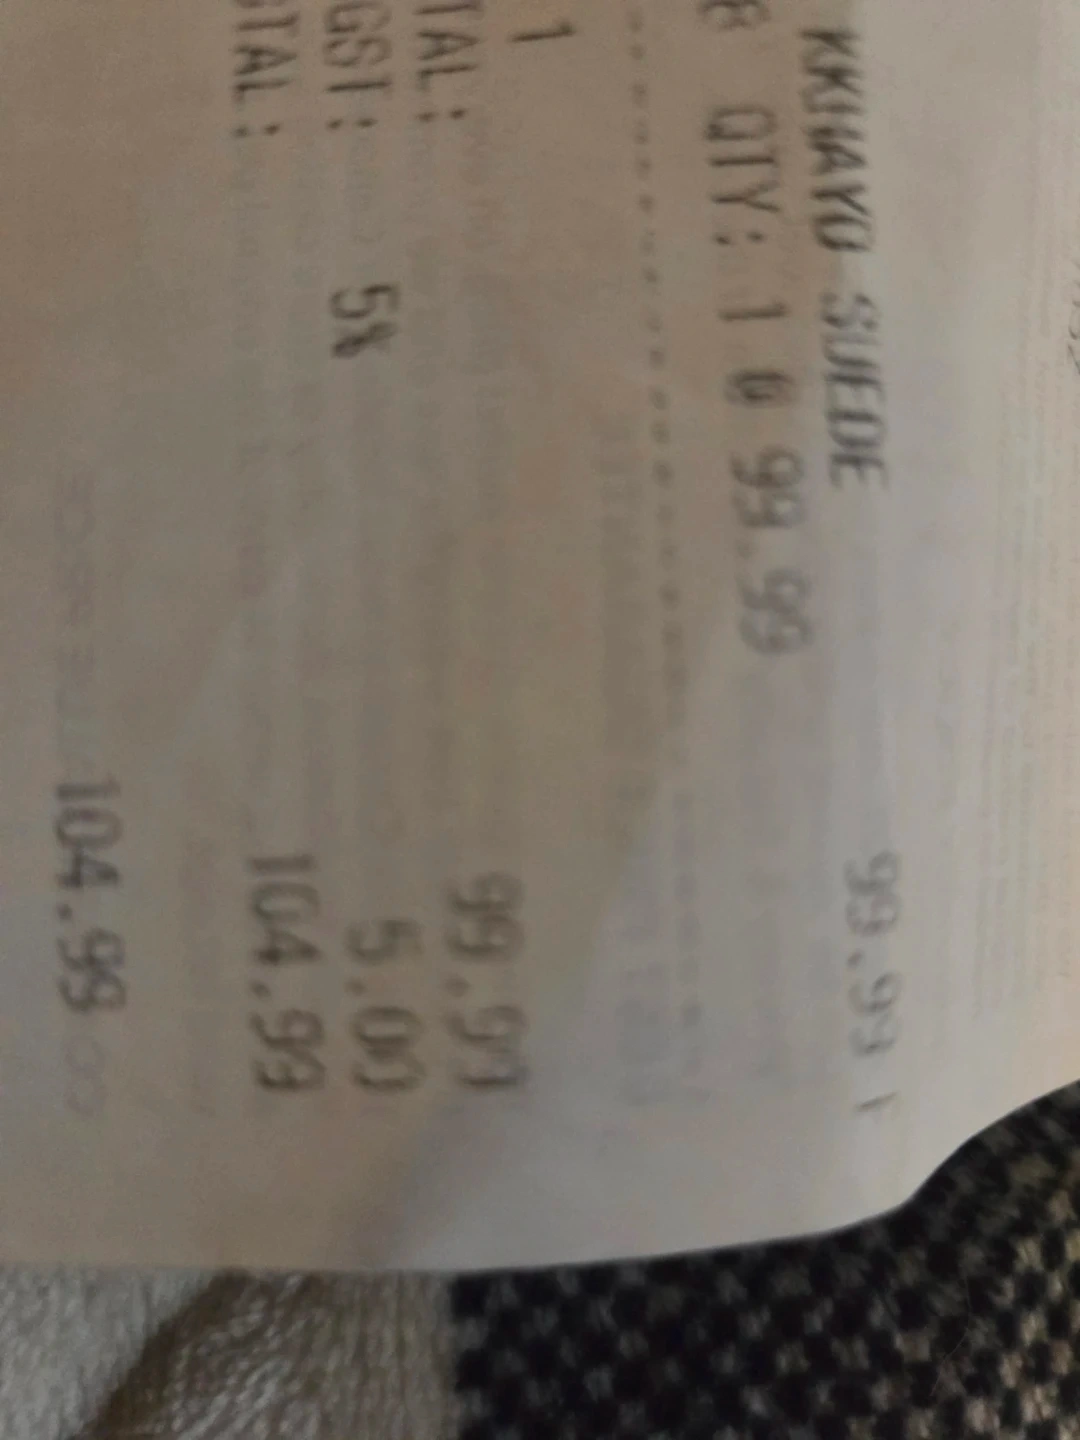 SUEDE 99.99 F
QTY: 1 @ 99.99
1
TAL: 99.99
GST: 5% 5.00
TAL: 104.99
104.99